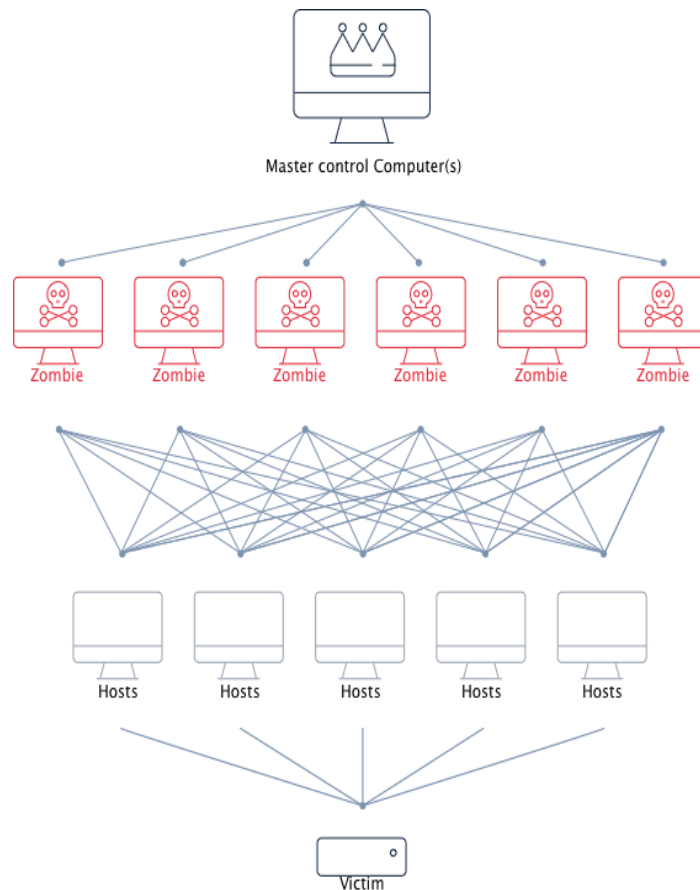 Master control Computer(s)
Zombie Zombie Zombie Zombie Zombie Zombie
Hosts Hosts Hosts Hosts Hosts
Victim